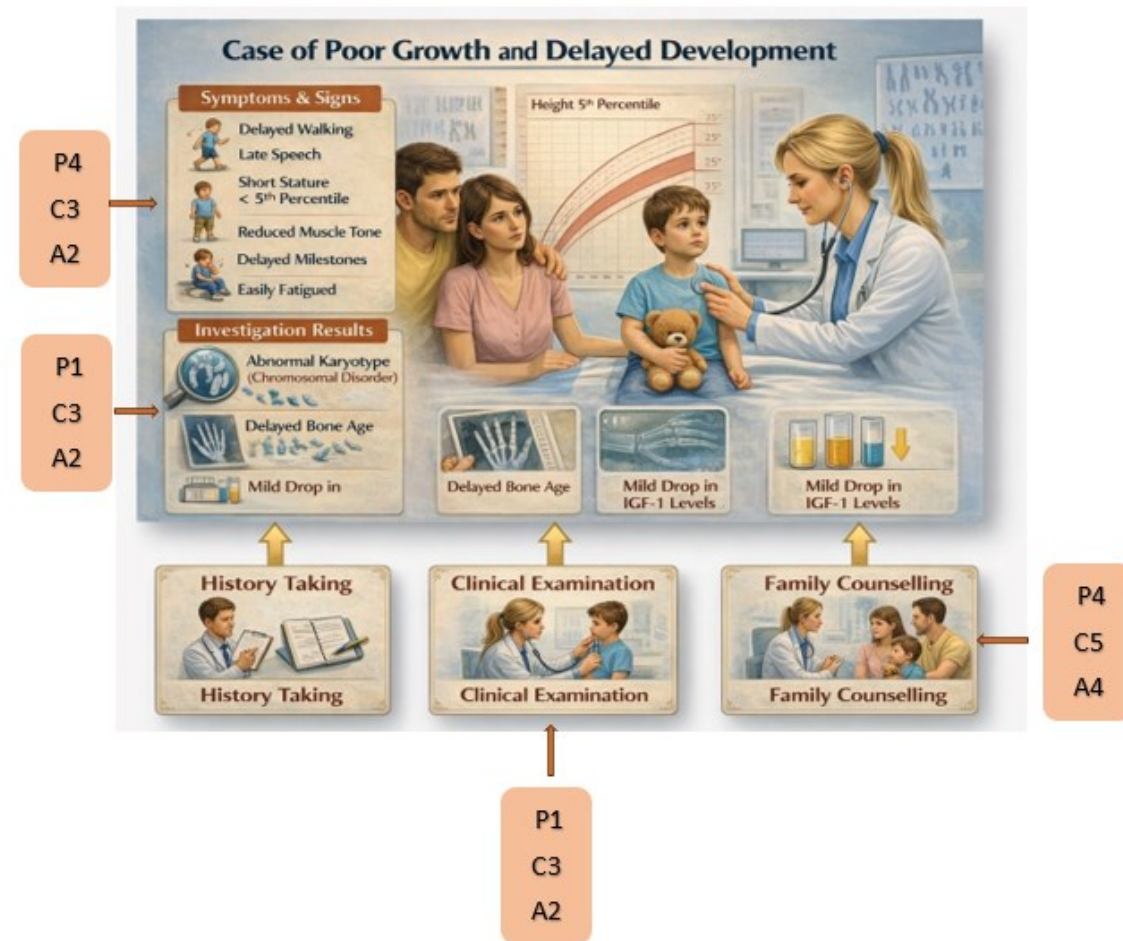 Case of Poor Growth and Delayed Development
Symptoms & Signs
Delayed Walking
Late Speech
Short Stature
< 5th Percentile
Reduced Muscle Tone
Delayed Milestones
Easily Fatigued
Height 5th Percentile
25°
25°
P4
C3
A2
Investigation Results
Abnormal Karyotype
(Chromosomal Disorder)
Delayed Bone Age
Mild Drop in
P1
C3
A2
Delayed Bone Age
Mild Drop in
IGF-1 Levels
Mild Drop in
IGF-1 Levels
History Taking
History Taking
Clinical Examination
Clinical Examination
Family Counselling
Family Counselling
P4
C5
A4
P1
C3
A2